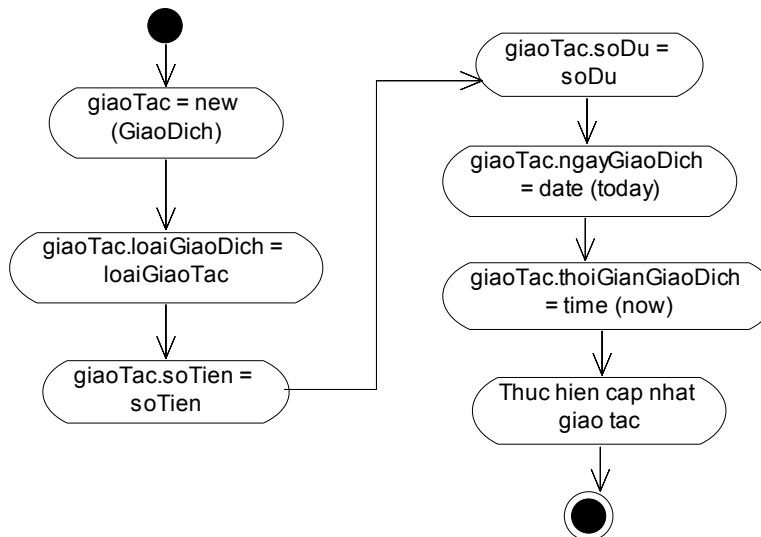 giaoTac = new
(GiaoDich)
giaoTac.loaiGiaoDich =
loaiGiaoTac
giaoTac.soTien =
soTien
giaoTac.soDu =
soDu
giaoTac.ngayGiaoDich
= date (today)
giaoTac.thoiGianGiaoDich
= time (now)
Thuc hien cap nhat
giao tac